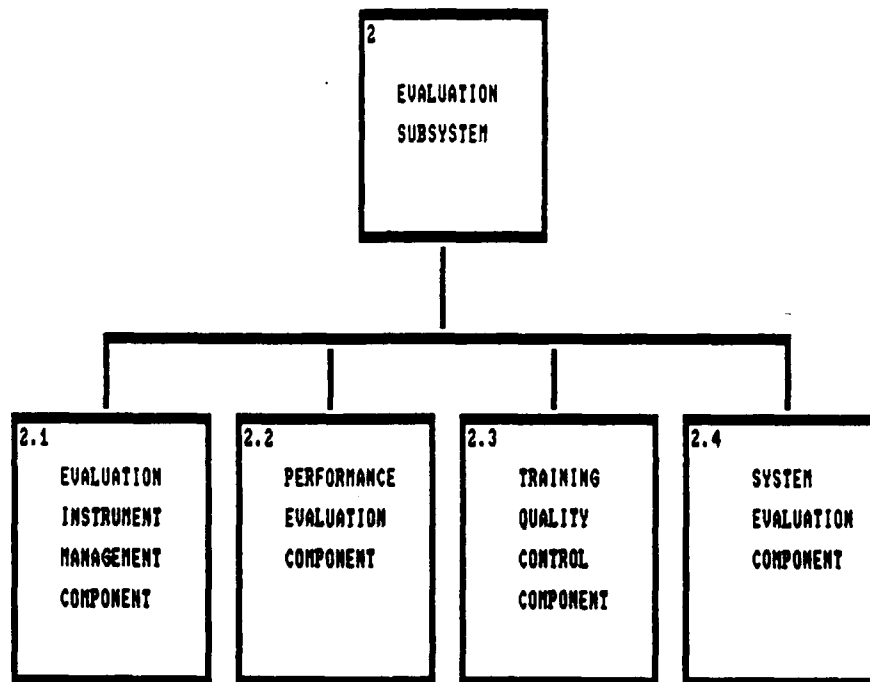 2
EVALUATION
SUBSYSTEM
2.1
EVALUATION
INSTRUMENT
MANAGEMENT
COMPONENT
2.2
PERFORMANCE
EVALUATION
COMPONENT
2.3
TRAINING
QUALITY
CONTROL
COMPONENT
2.4
SYSTEM
EVALUATION
COMPONENT